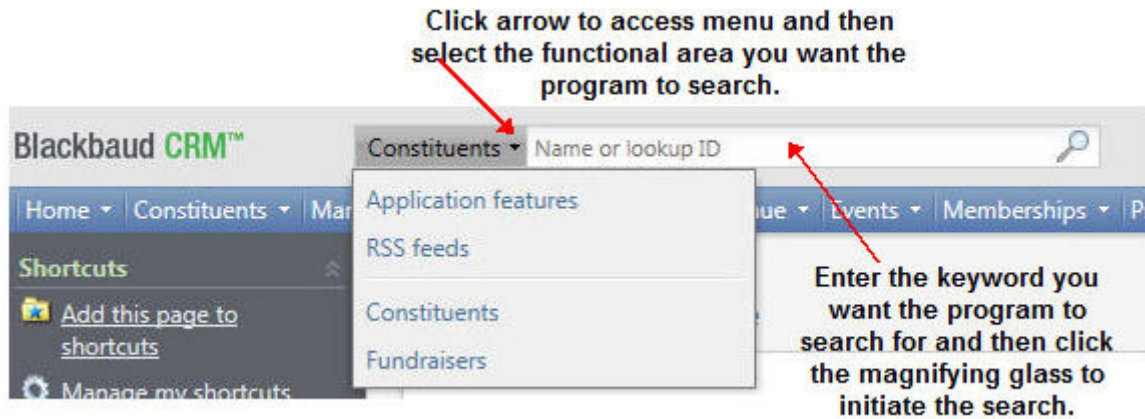 Click arrow to access menu and then
select the functional area you want the
program to search.
Blackbaud CRM™
Constituents
Name or lookup ID
Home
Constituents
Events
Memberships
Application features
RSS feeds
Constituents
Fundraisers
Shortcuts
Add this page to
shortcuts
Manage my shortcuts
Enter the keyword you
want the program to
search for and then click
the magnifying glass to
initiate the search.